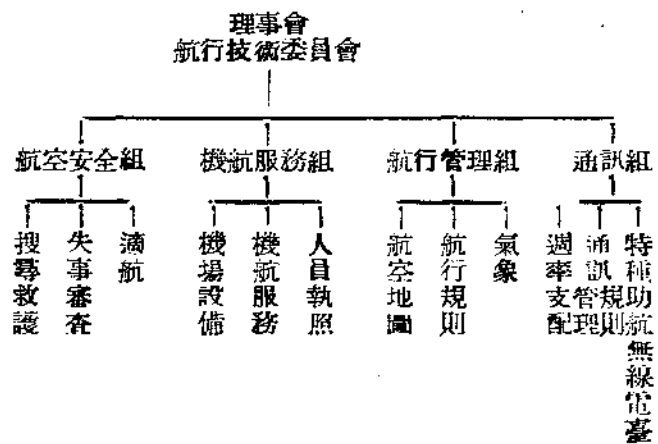 理事會
航行技術委員會
航空安全組 機航服務組 航行管理組 通訊組
搜尋救護
失事審查
適航
機場設備
機航服務
人員執照
航空地圖
航行規則
氣象
週率支配
通訊規則管理
特種助航無線電臺